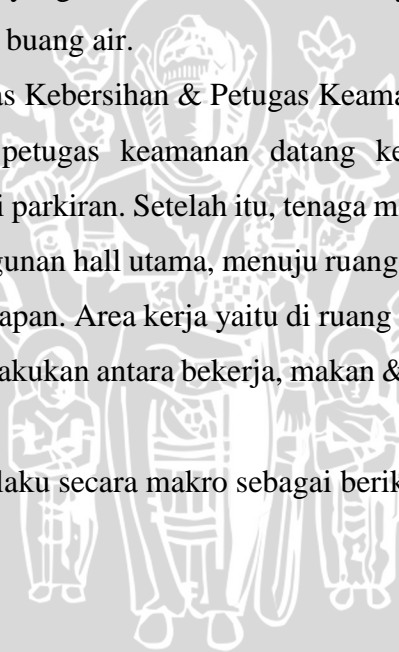 buang air.
as Kebersihan & Petugas Keama
petugas keamanan datang ke
i parkiran. Setelah itu, tenaga m
gunan hall utama, menuju ruang
apan. Area kerja yaitu di ruang
akukan antara bekerja, makan &
laku secara makro sebagai berik